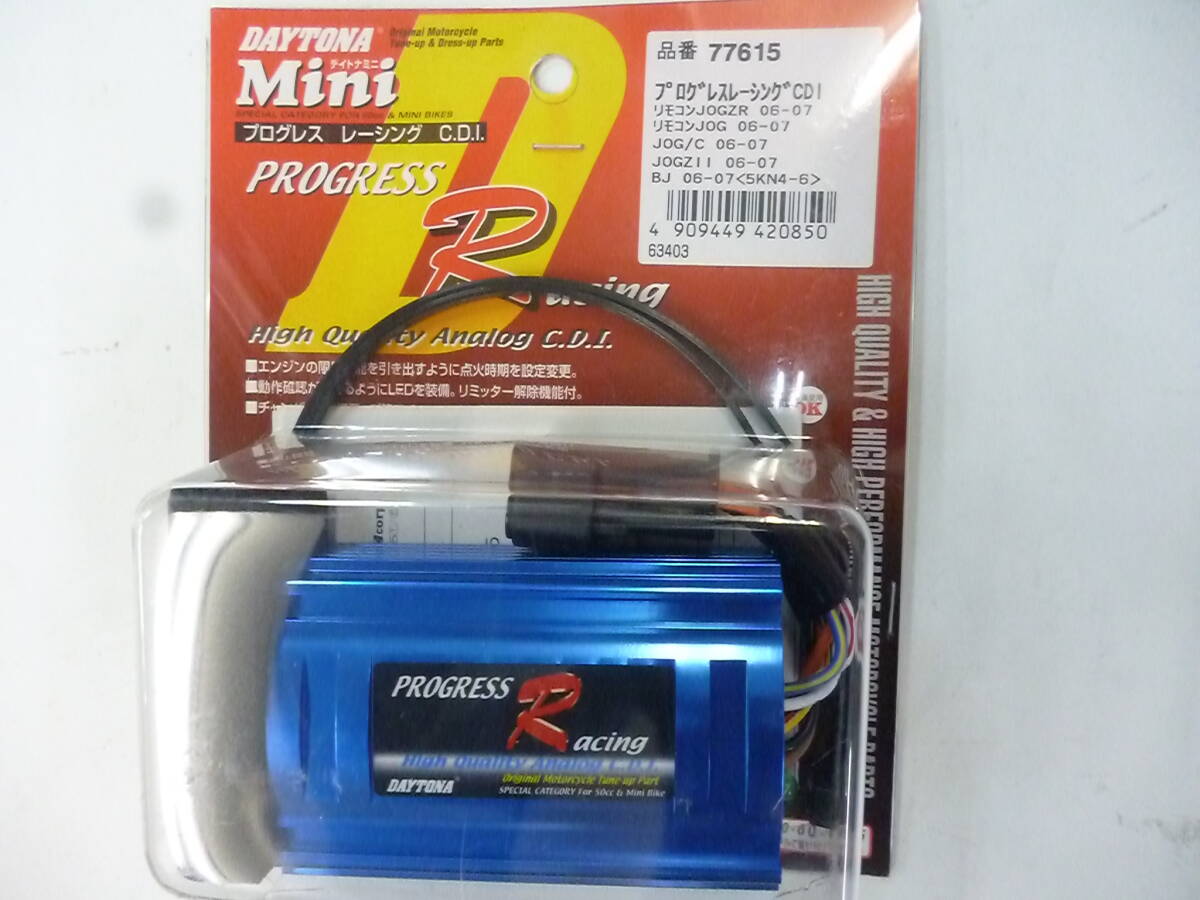 DAYTONA
Original Motorcycle
Tune-up & Dress-up Parts
デイトナミニ
Mini
SPECIAL CATEGORY FOR 50cc & MINI BIKES
プログレス レーシング C.D.I.
PROGRESS
Racing
High Quality Analog C.D.I.
■エンジンの限 を引き出すように点火時期を設定変更。
■動作確認が るようにLEDを装備。リミッター解除機能付。
■チャ
OK
品番 77615
プログレスレーシングCDI
リモコンJOGZR 06-07
リモコンJOG 06-07
JOG/C 06-07
JOGZII 06-07
BJ 06-07<5KN4-6>
4 909449 420850
63403
HIGH QUALITY & HIGH PERFORMANCE MOTORCYCLE PARTS
PROGRESS
Racing
High Quality Analog C.D.I.
Original Motorcycle Tune-up Part
DAYTONA
SPECIAL CATEGORY For 50cc & Mini Bike